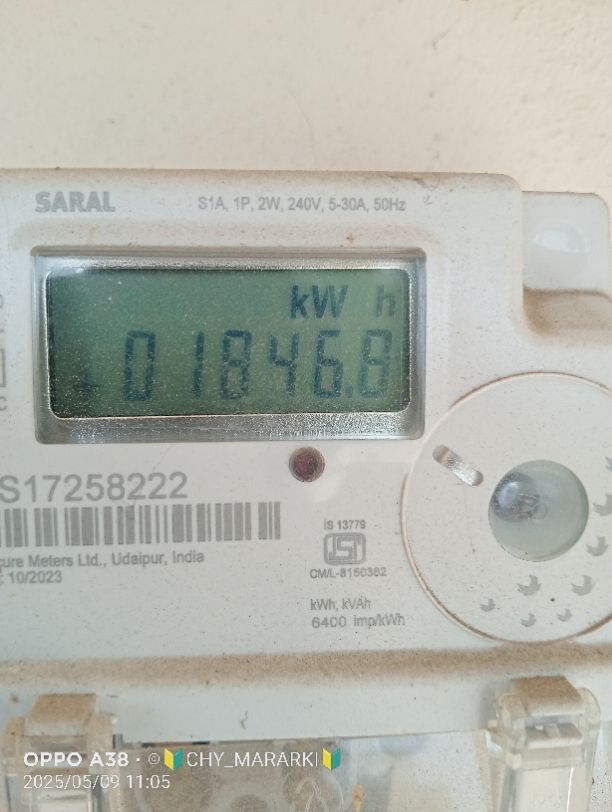 SARAL
S1A, 1P, 2W, 240V, 5-30A, 50Hz
kW h
01846.8
S17258222
IS 13779
ISI
CM/L-8150362
cure Meters Ltd., Udaipur, India
: 10/2023
kWh, kVAh
6400 imp/kWh
OPPO A38 · ©🔰CHY_MARARKI🔰
2025/05/09 11:05